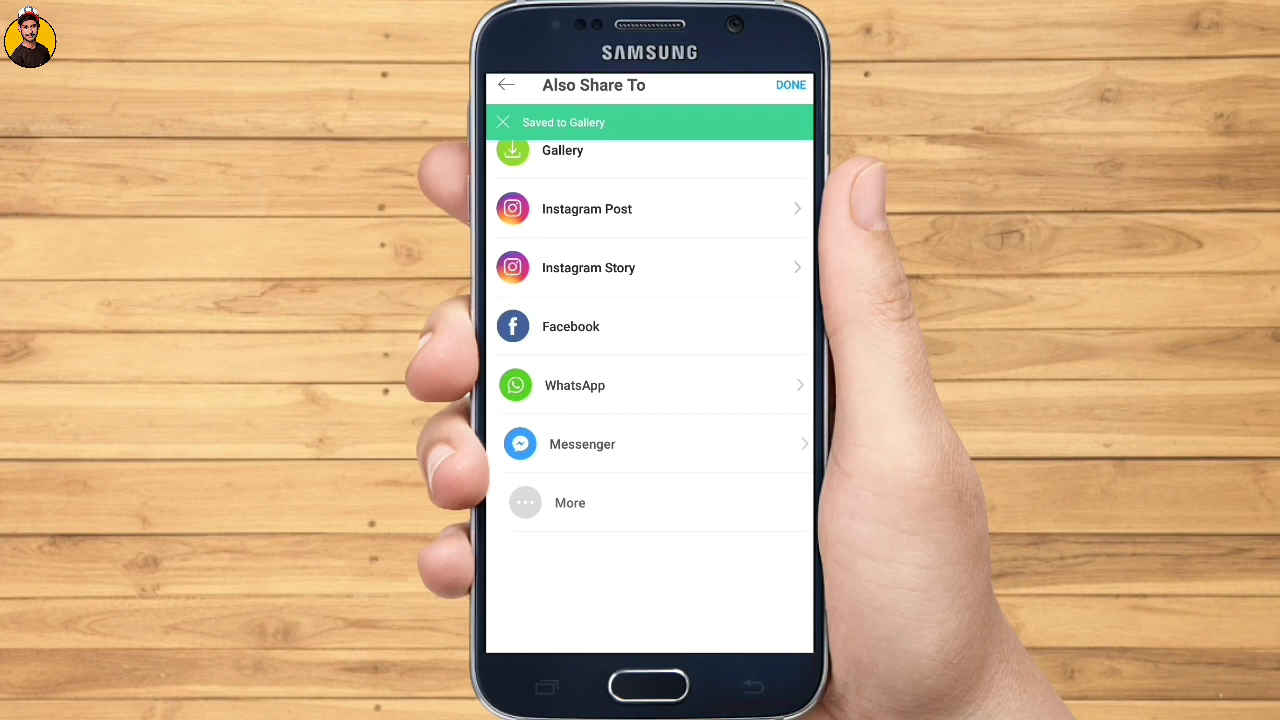 SAMSUNG
Also Share To
DONE
Saved to Gallery
Gallery
Instagram Post
Instagram Story
Facebook
WhatsApp
Messenger
More